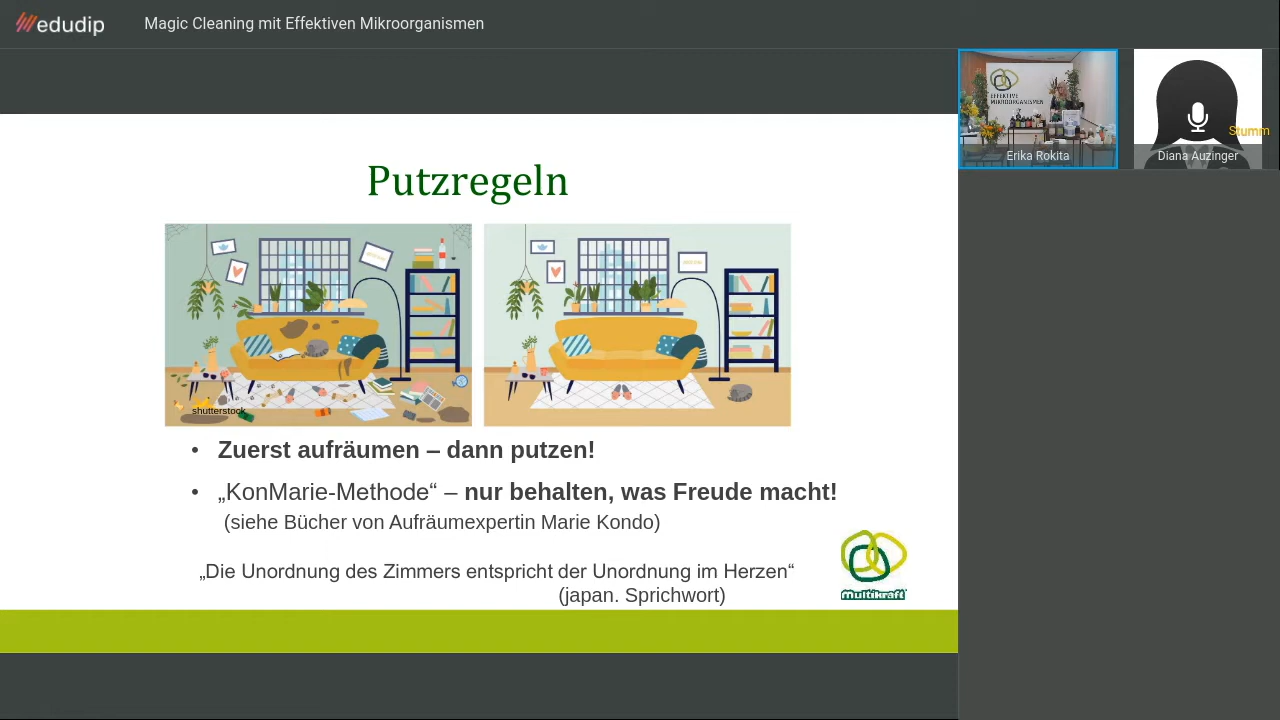 edudip
Magic Cleaning mit Effektiven Mikroorganismen
EFFEKTIVE
MIKROORGANISMEN
Erika Rokita
Stumm
Diana Auzinger
Putzregeln
shutterstock
• Zuerst aufräumen – dann putzen!
• „KonMarie-Methode“ – nur behalten, was Freude macht!
(siehe Bücher von Aufräumexpertin Marie Kondo)
„Die Unordnung des Zimmers entspricht der Unordnung im Herzen“
(japan. Sprichwort)
multikraft